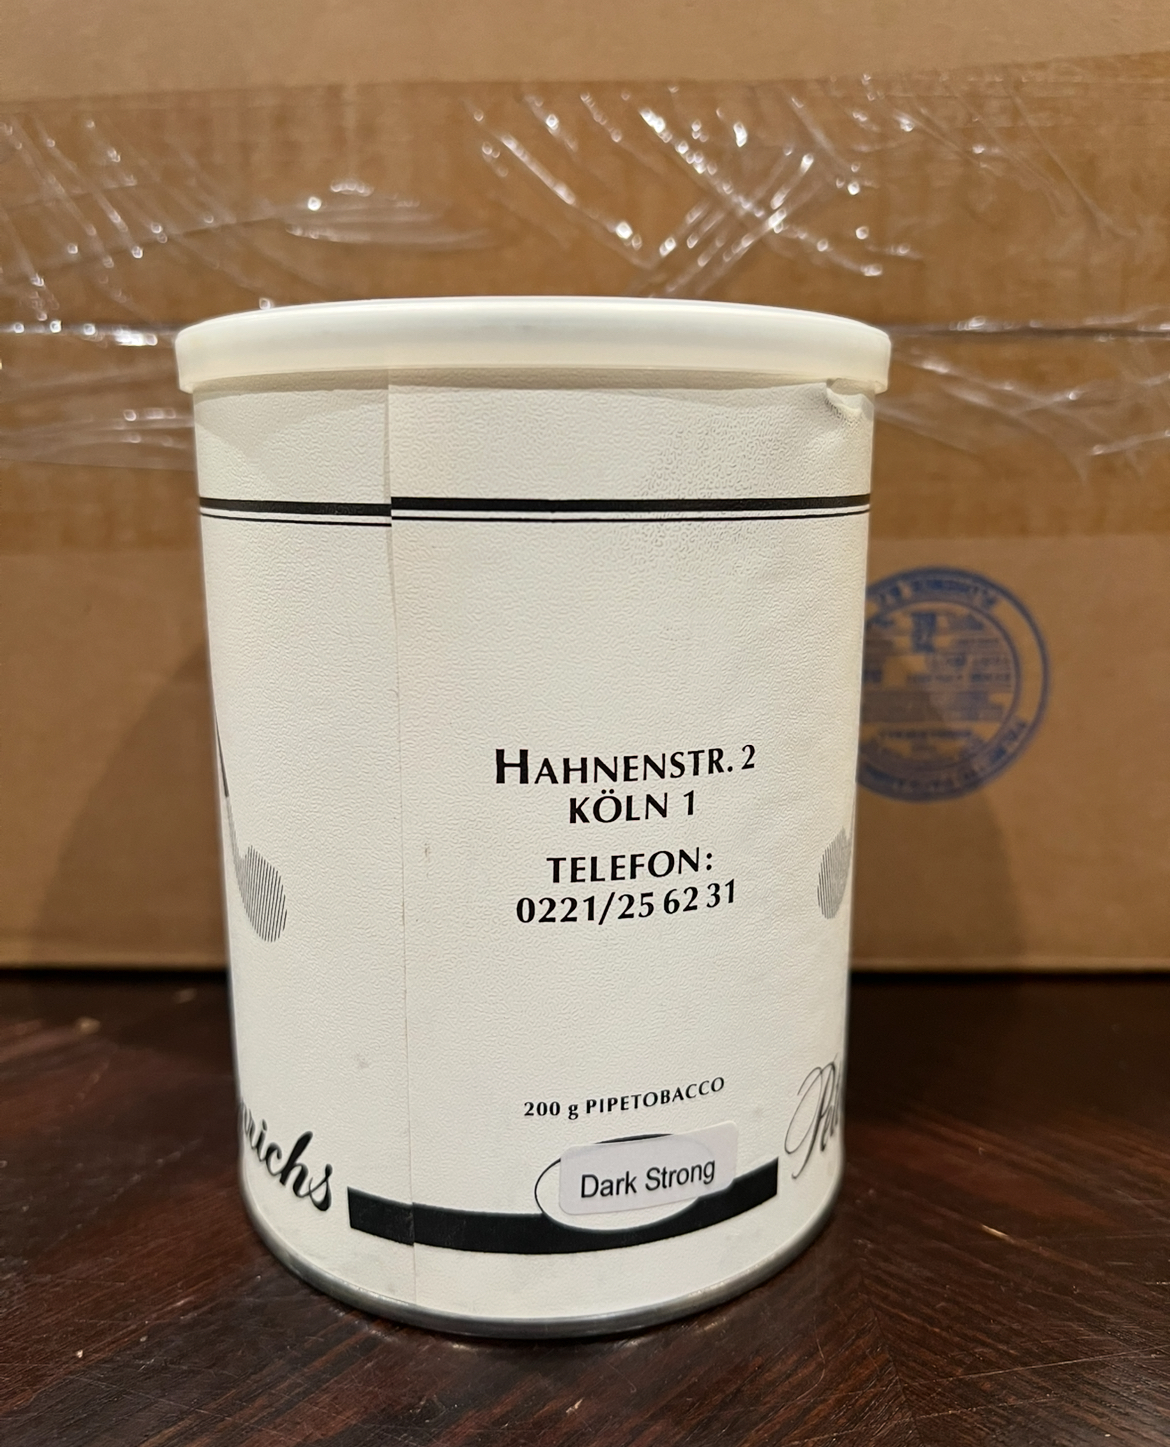 HAHNENSTR. 2
KÖLN 1
TELEFON:
0221/25 62 31
200 g PIPETOBACCO
Dark Strong